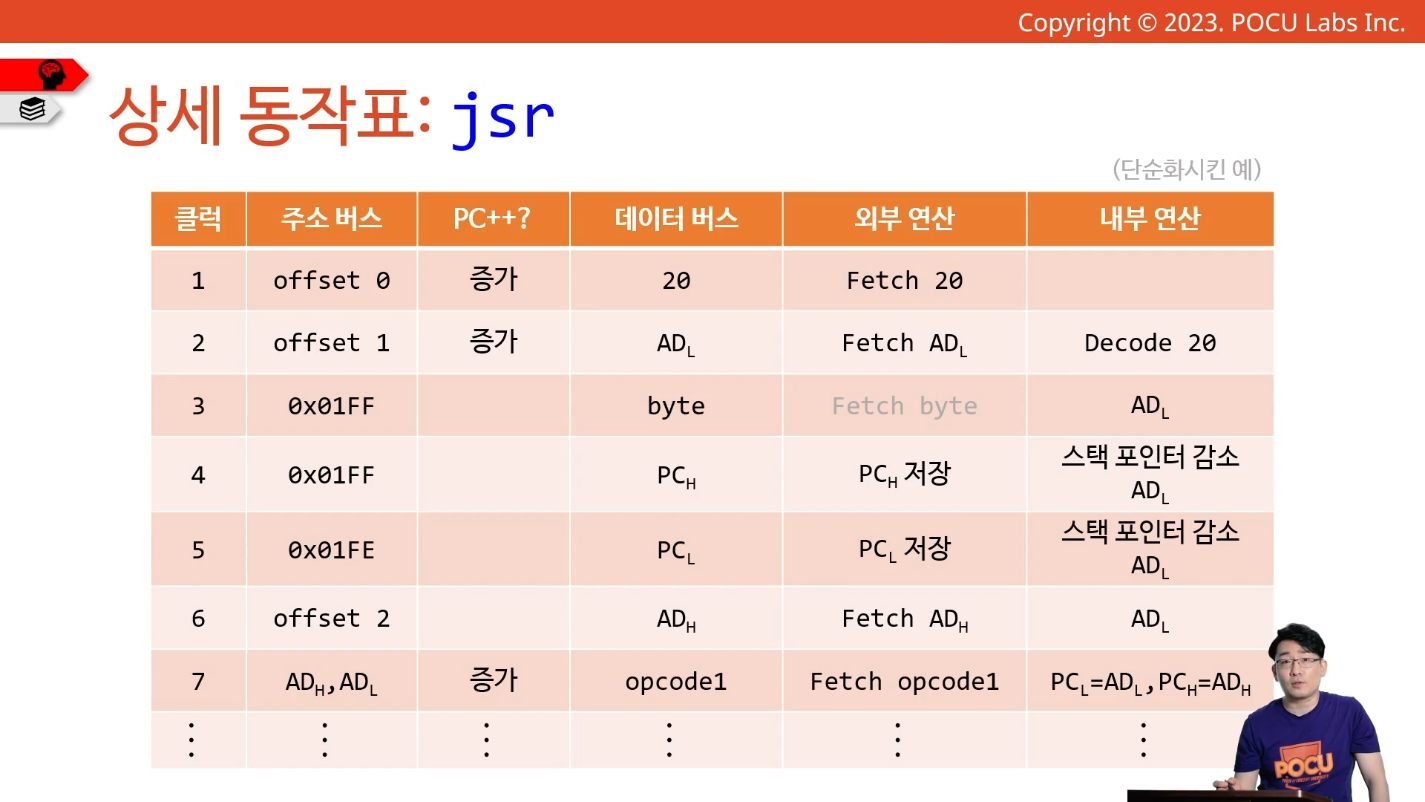 Copyright © 2023. POCU Labs Inc.
상세 동작표: jsr
(단순화시킨 예)
클럭 주소 버스 PC++? 데이터 버스 외부 연산 내부 연산
1 offset 0 증가 20 Fetch 20
2 offset 1 증가 ADL Fetch ADL Decode 20
3 0x01FF byte Fetch byte ADL
4 0x01FF PCH PCH 저장 스택 포인터 감소
ADL
5 0x01FE PCL PCL 저장 스택 포인터 감소
ADL
6 offset 2 ADH Fetch ADH ADL
7 ADH,ADL 증가 opcode1 Fetch opcode1 PCL=ADL,PCH=ADH
⋮ ⋮ ⋮ ⋮ ⋮ ⋮
POCU